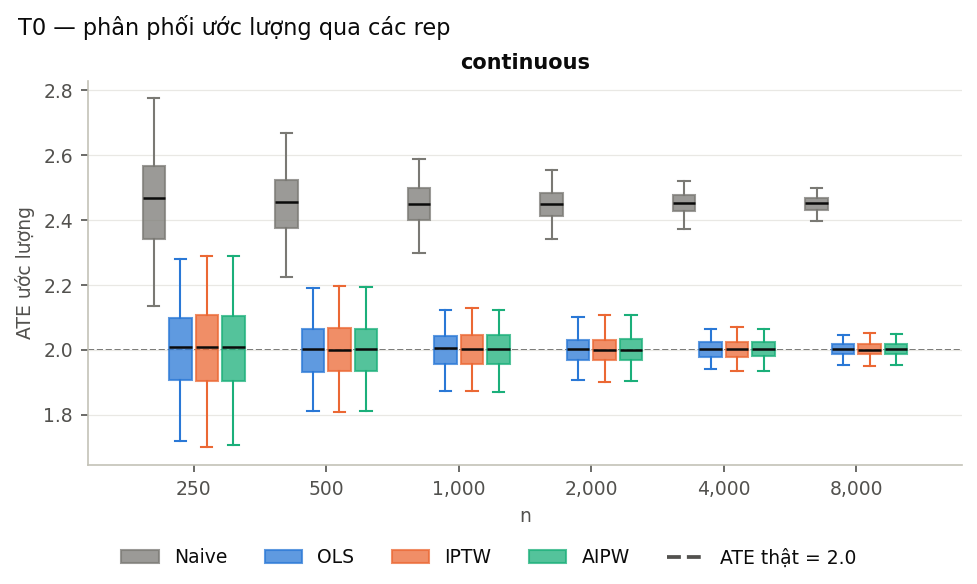 T0 — phân phối ước lượng qua các rep
continuous
ATE ước lượng
2.8
2.6
2.4
2.2
2.0
1.8
250 500 1,000 2,000 4,000 8,000
n
Naive OLS IPTW AIPW ATE thật = 2.0